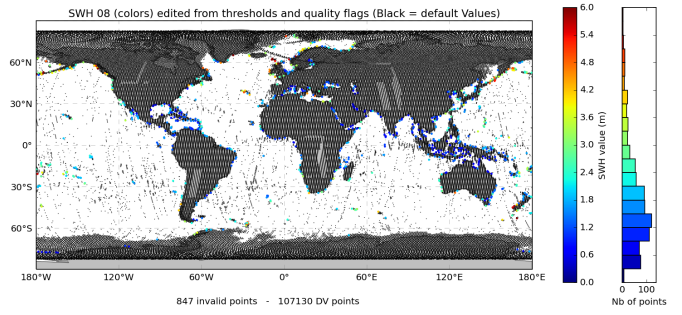 SWH 08 (colors) edited from thresholds and quality flags (Black = default Values)
60°N
30°N
0°
30°S
60°S
180°W 120°W 60°W 0° 60°E 120°E 180°E
847 invalid points - 107130 DV points
6.0
5.4
4.8
4.2
3.6
3.0
2.4
1.8
1.2
0.6
0.0
SWH value (m)
0 100
Nb of points